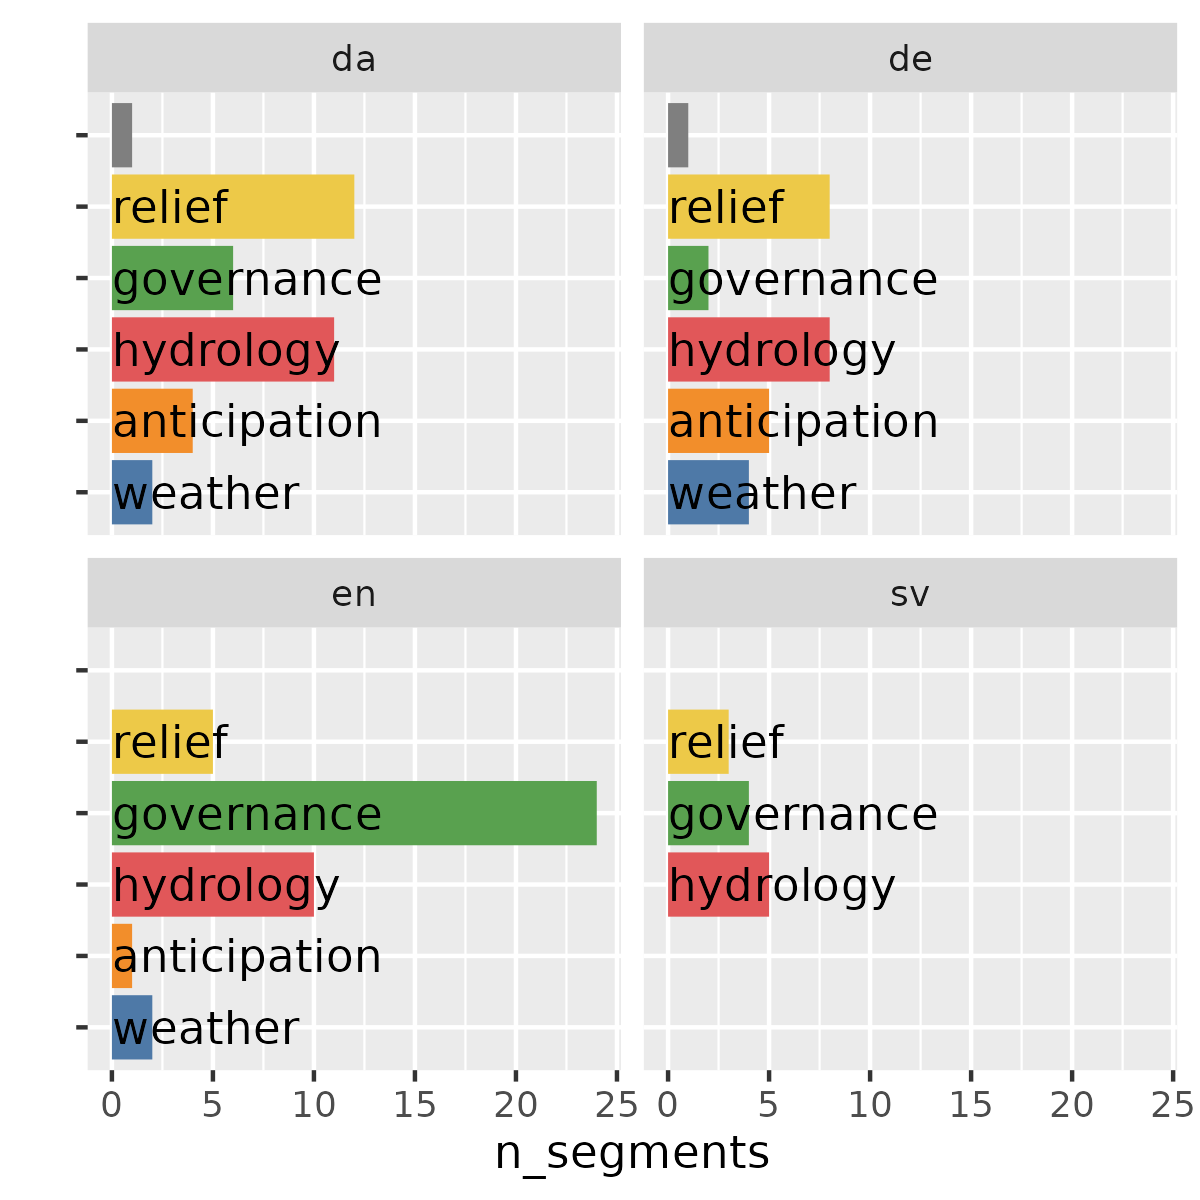 da
relief
governance
hydrology
anticipation
weather
de
relief
governance
hydrology
anticipation
weather
en
relief
governance
hydrology
anticipation
weather
sv
relief
governance
hydrology
0 5 10 15 20 25 0 5 10 15 20 25
n_segments